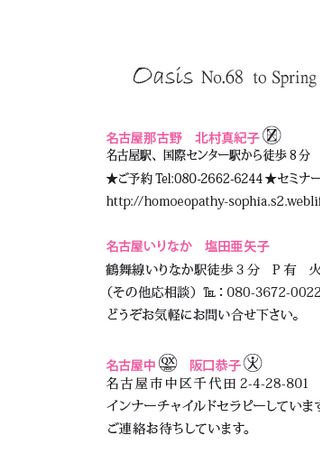 Oasis No.68 to Spring
名古屋那古野 北村真紀子 Z
名古屋駅、国際センター駅から徒歩8分
★ご予約 Tel:080-2662-6244★セミナー
http://homoeopathy-sophia.s2.webli
名古屋いりなか 塩田亜矢子
鶴舞線いりなか駅徒歩3分 P有 火
(その他応相談) ℡：080-3672-0022
どうぞお気軽にお問い合せ下さい。
名古屋中 QX 阪口恭子
名古屋市中区千代田2-4-28-801
インナーチャイルドセラピーしています
ご連絡お待ちしています。